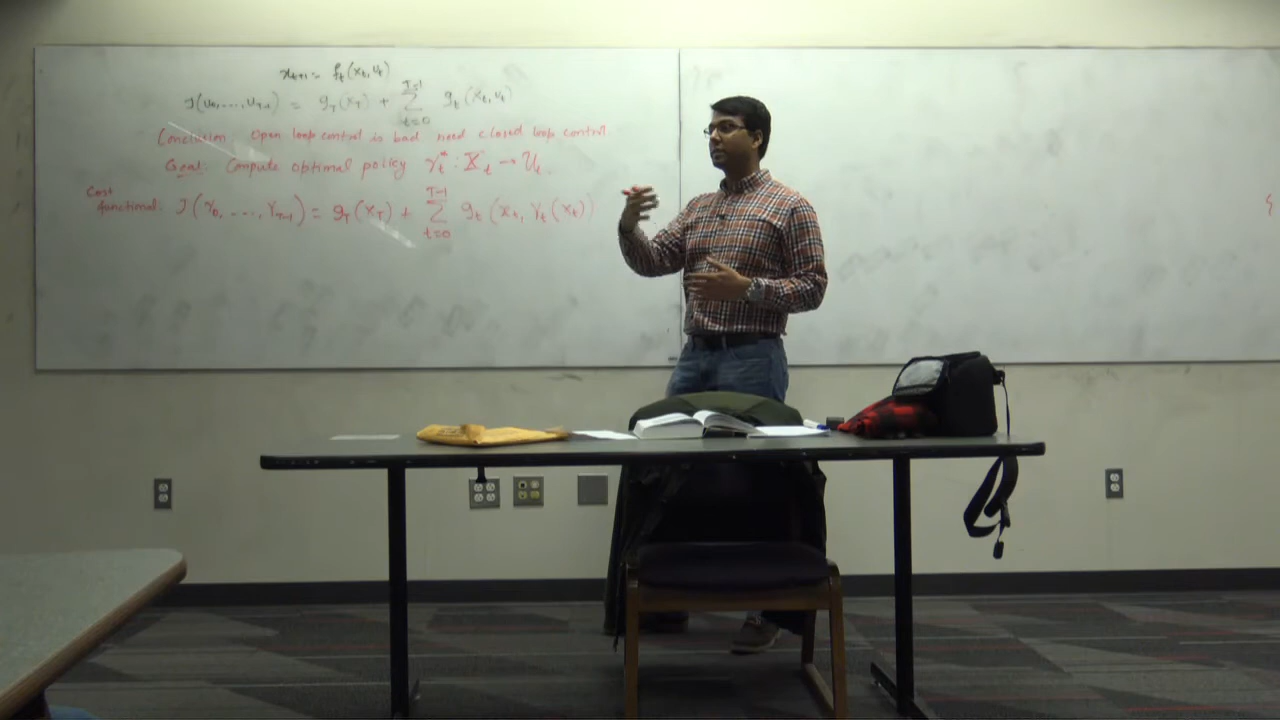 x_{t+1} = f_t(x_t, u_t)
J(u_0, ..., u_{T-1}) = g_T(x_T) + \sum_{t=0}^{T-1} g_t(x_t, u_t)
Conclusion: Open loop control is bad need closed loop control.
Goal: Compute optimal policy γ_t^* : X_t → U_t.
Cost functional: J(γ_0, ..., γ_{T-1}) = g_T(x_T) + \sum_{t=0}^{T-1} g_t(x_t, γ_t(x_t))